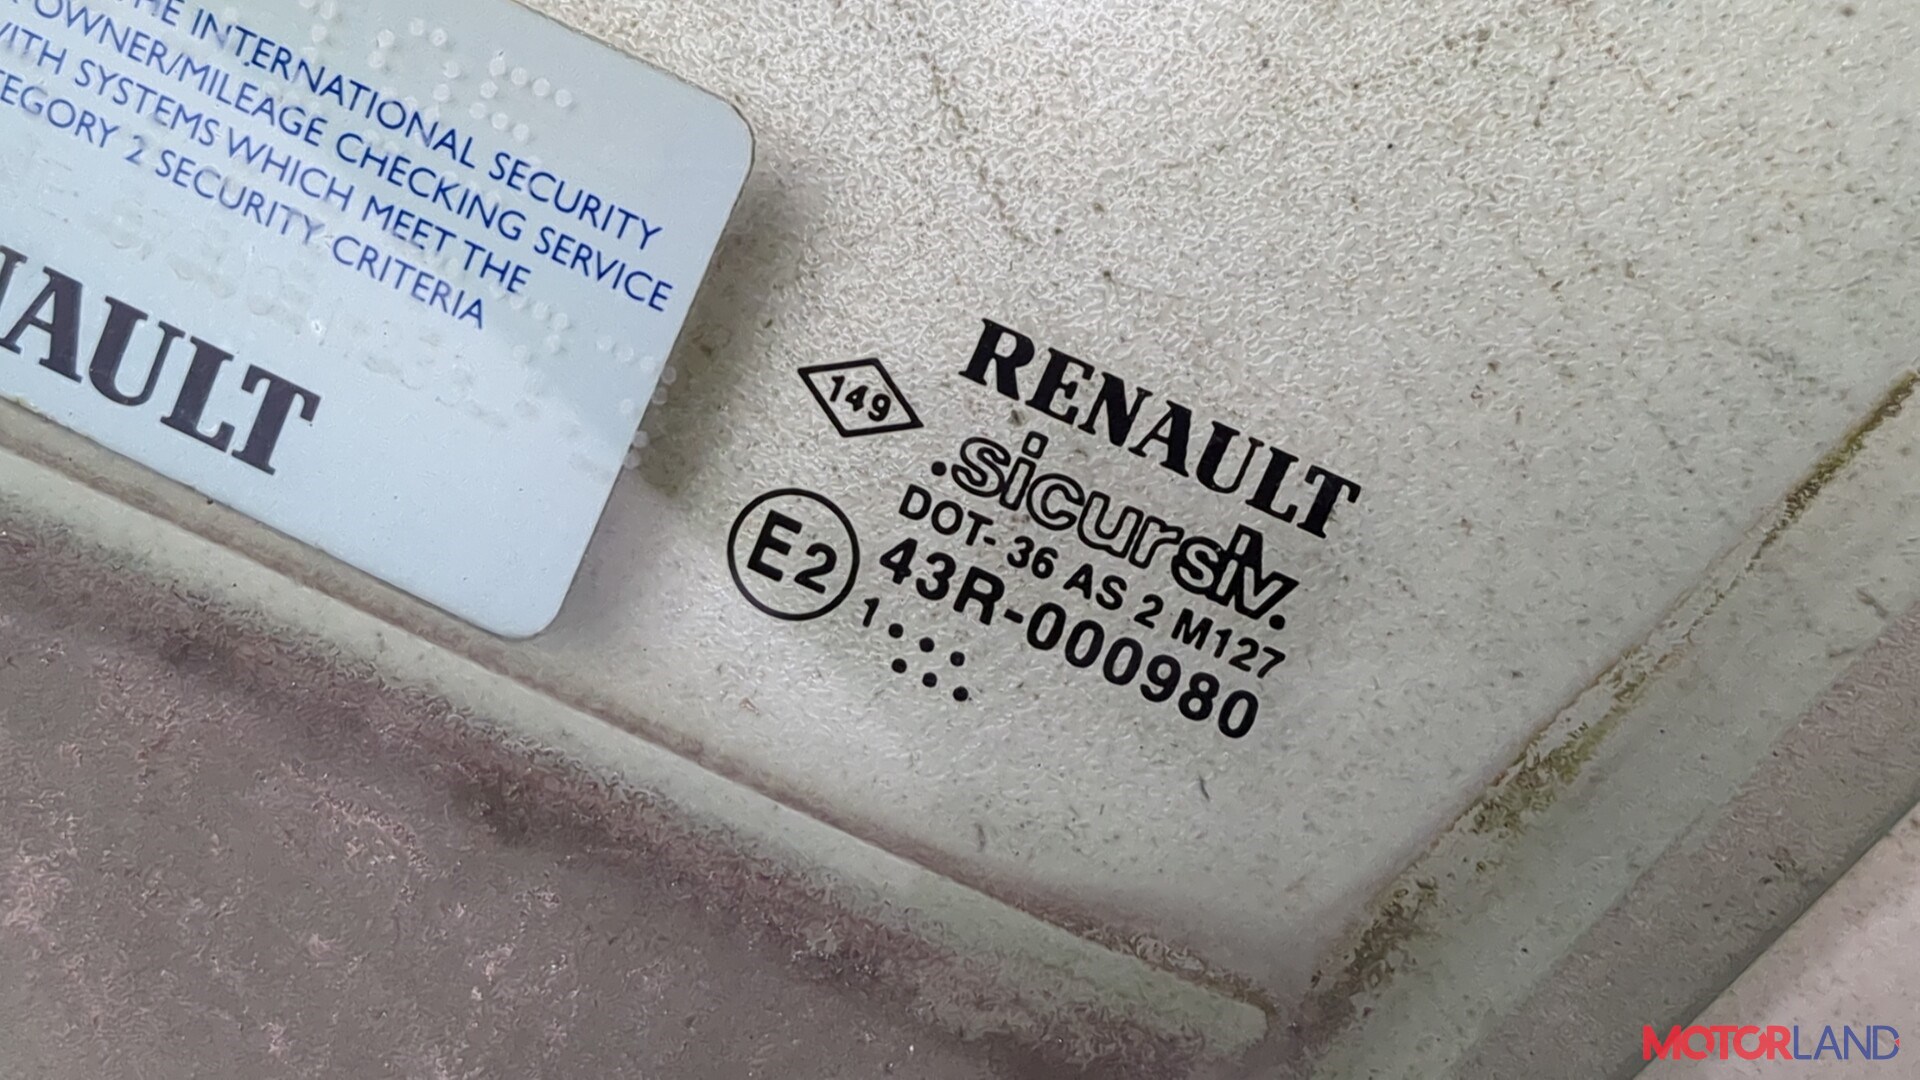 THE INTERNATIONAL SECURITY
OWNER/MILEAGE CHECKING SERVICE
WITH SYSTEMS WHICH MEET THE
2 SECURITY CRITERIA
RENAULT
149
.sicursiv.
DOT- 36 AS 2 M127
E2
43R-000980
1
MOTORLAND